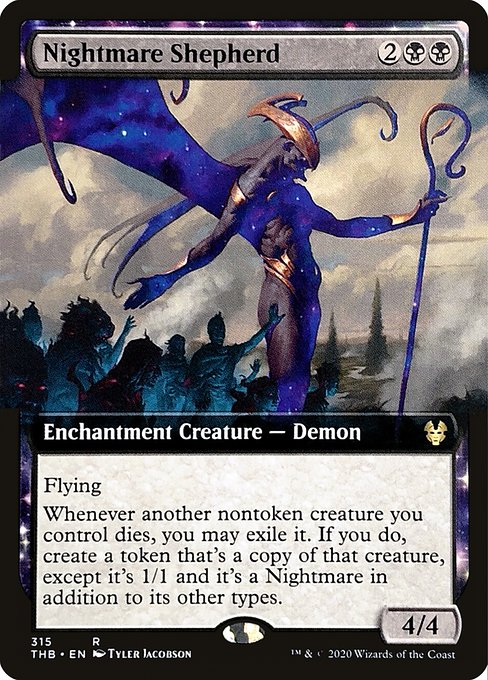 Nightmare Shepherd 2
Enchantment Creature — Demon
Flying
Whenever another nontoken creature you
control dies, you may exile it. If you do,
create a token that's a copy of that creature,
except it's 1/1 and it's a Nightmare in
addition to its other types.
4/4
315 R
THB • EN Tyler Jacobson ™ & © 2020 Wizards of the Coast